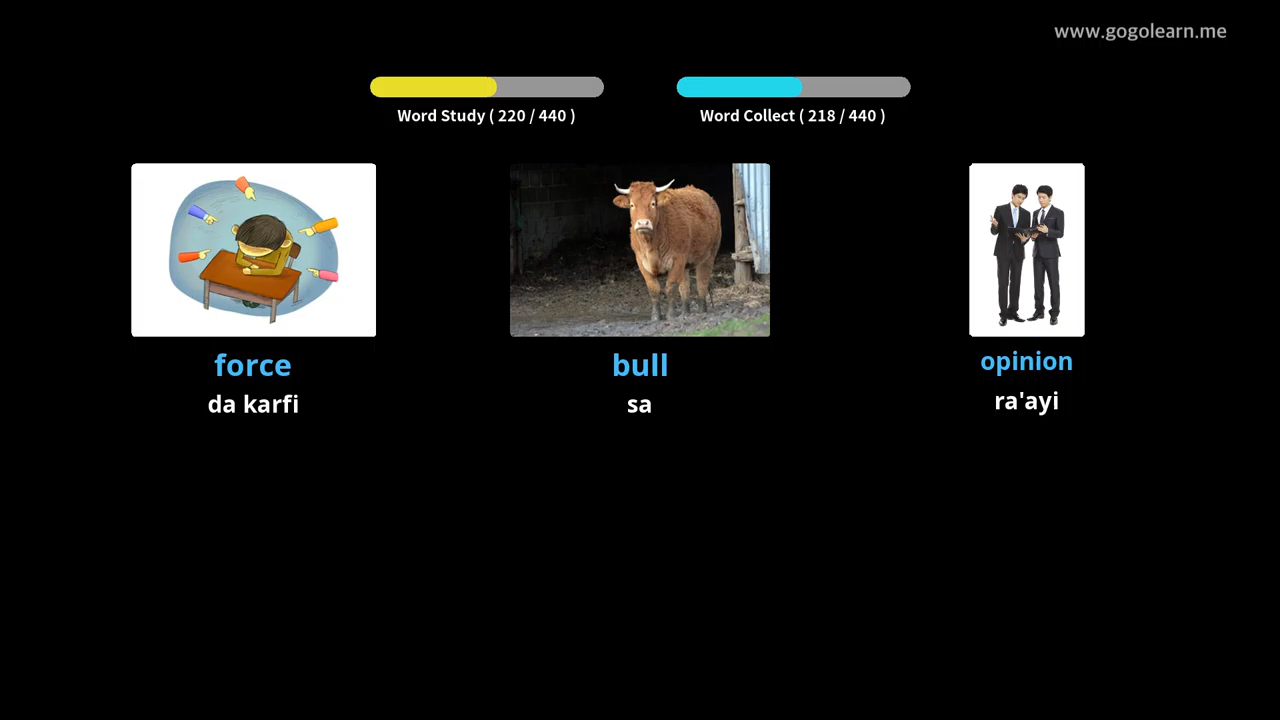 www.gogolearn.me
Word Study ( 220 / 440 )
Word Collect ( 218 / 440 )
force
da karfi
bull
sa
opinion
ra'ayi